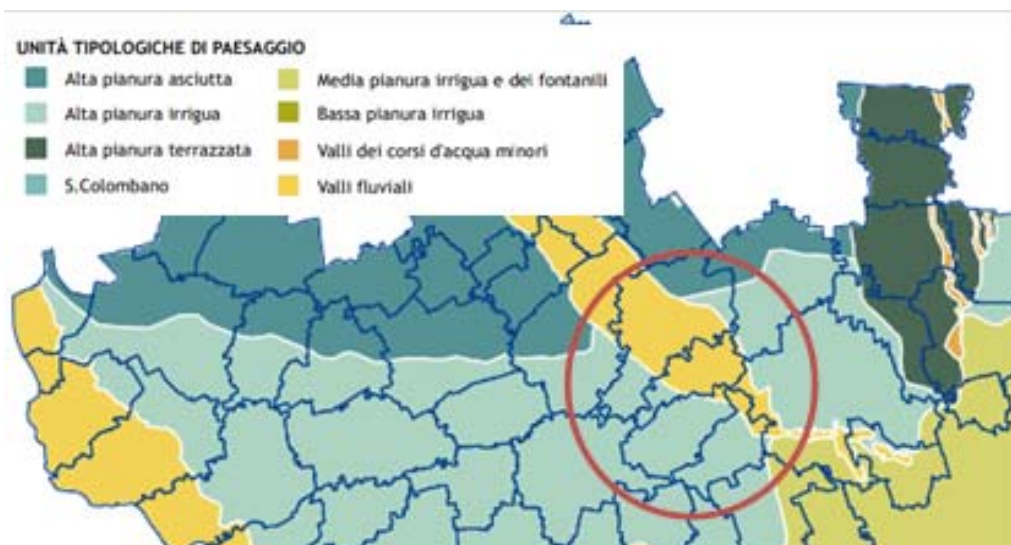 UNITÀ TIPOLOGICHE DI PAESAGGIO
Alta pianura asciutta
Alta pianura irrigua
Alta pianura terrazzata
S.Colombano
Media pianura irrigua e dei fontanili
Bassa pianura irrigua
Valli dei corsi d'acqua minori
Valli fluviali